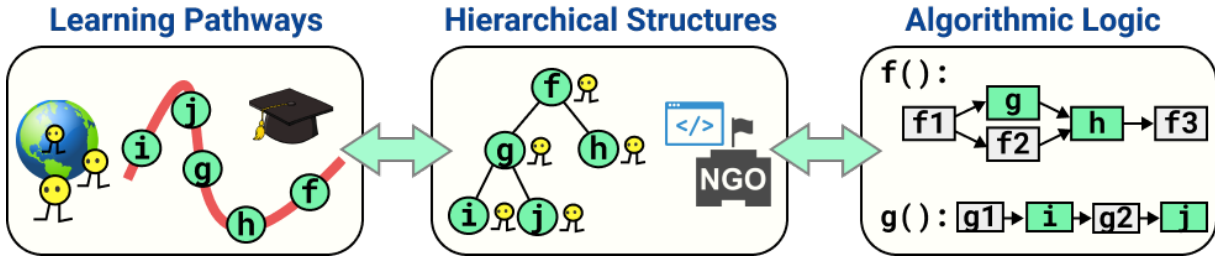 Learning Pathways
Hierarchical Structures
Algorithmic Logic
i
j
g
h
f
f
g
h
i
j
</>
NGO
f():
f1
g
f2
h
f3
g():
g1
i
g2
j